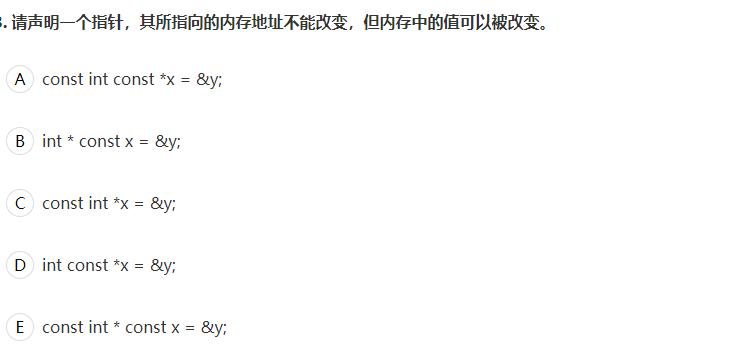 . 请声明一个指针，其所指向的内存地址不能改变，但内存中的值可以被改变。
A const int const *x = &y;
B int * const x = &y;
C const int *x = &y;
D int const *x = &y;
E const int * const x = &y;